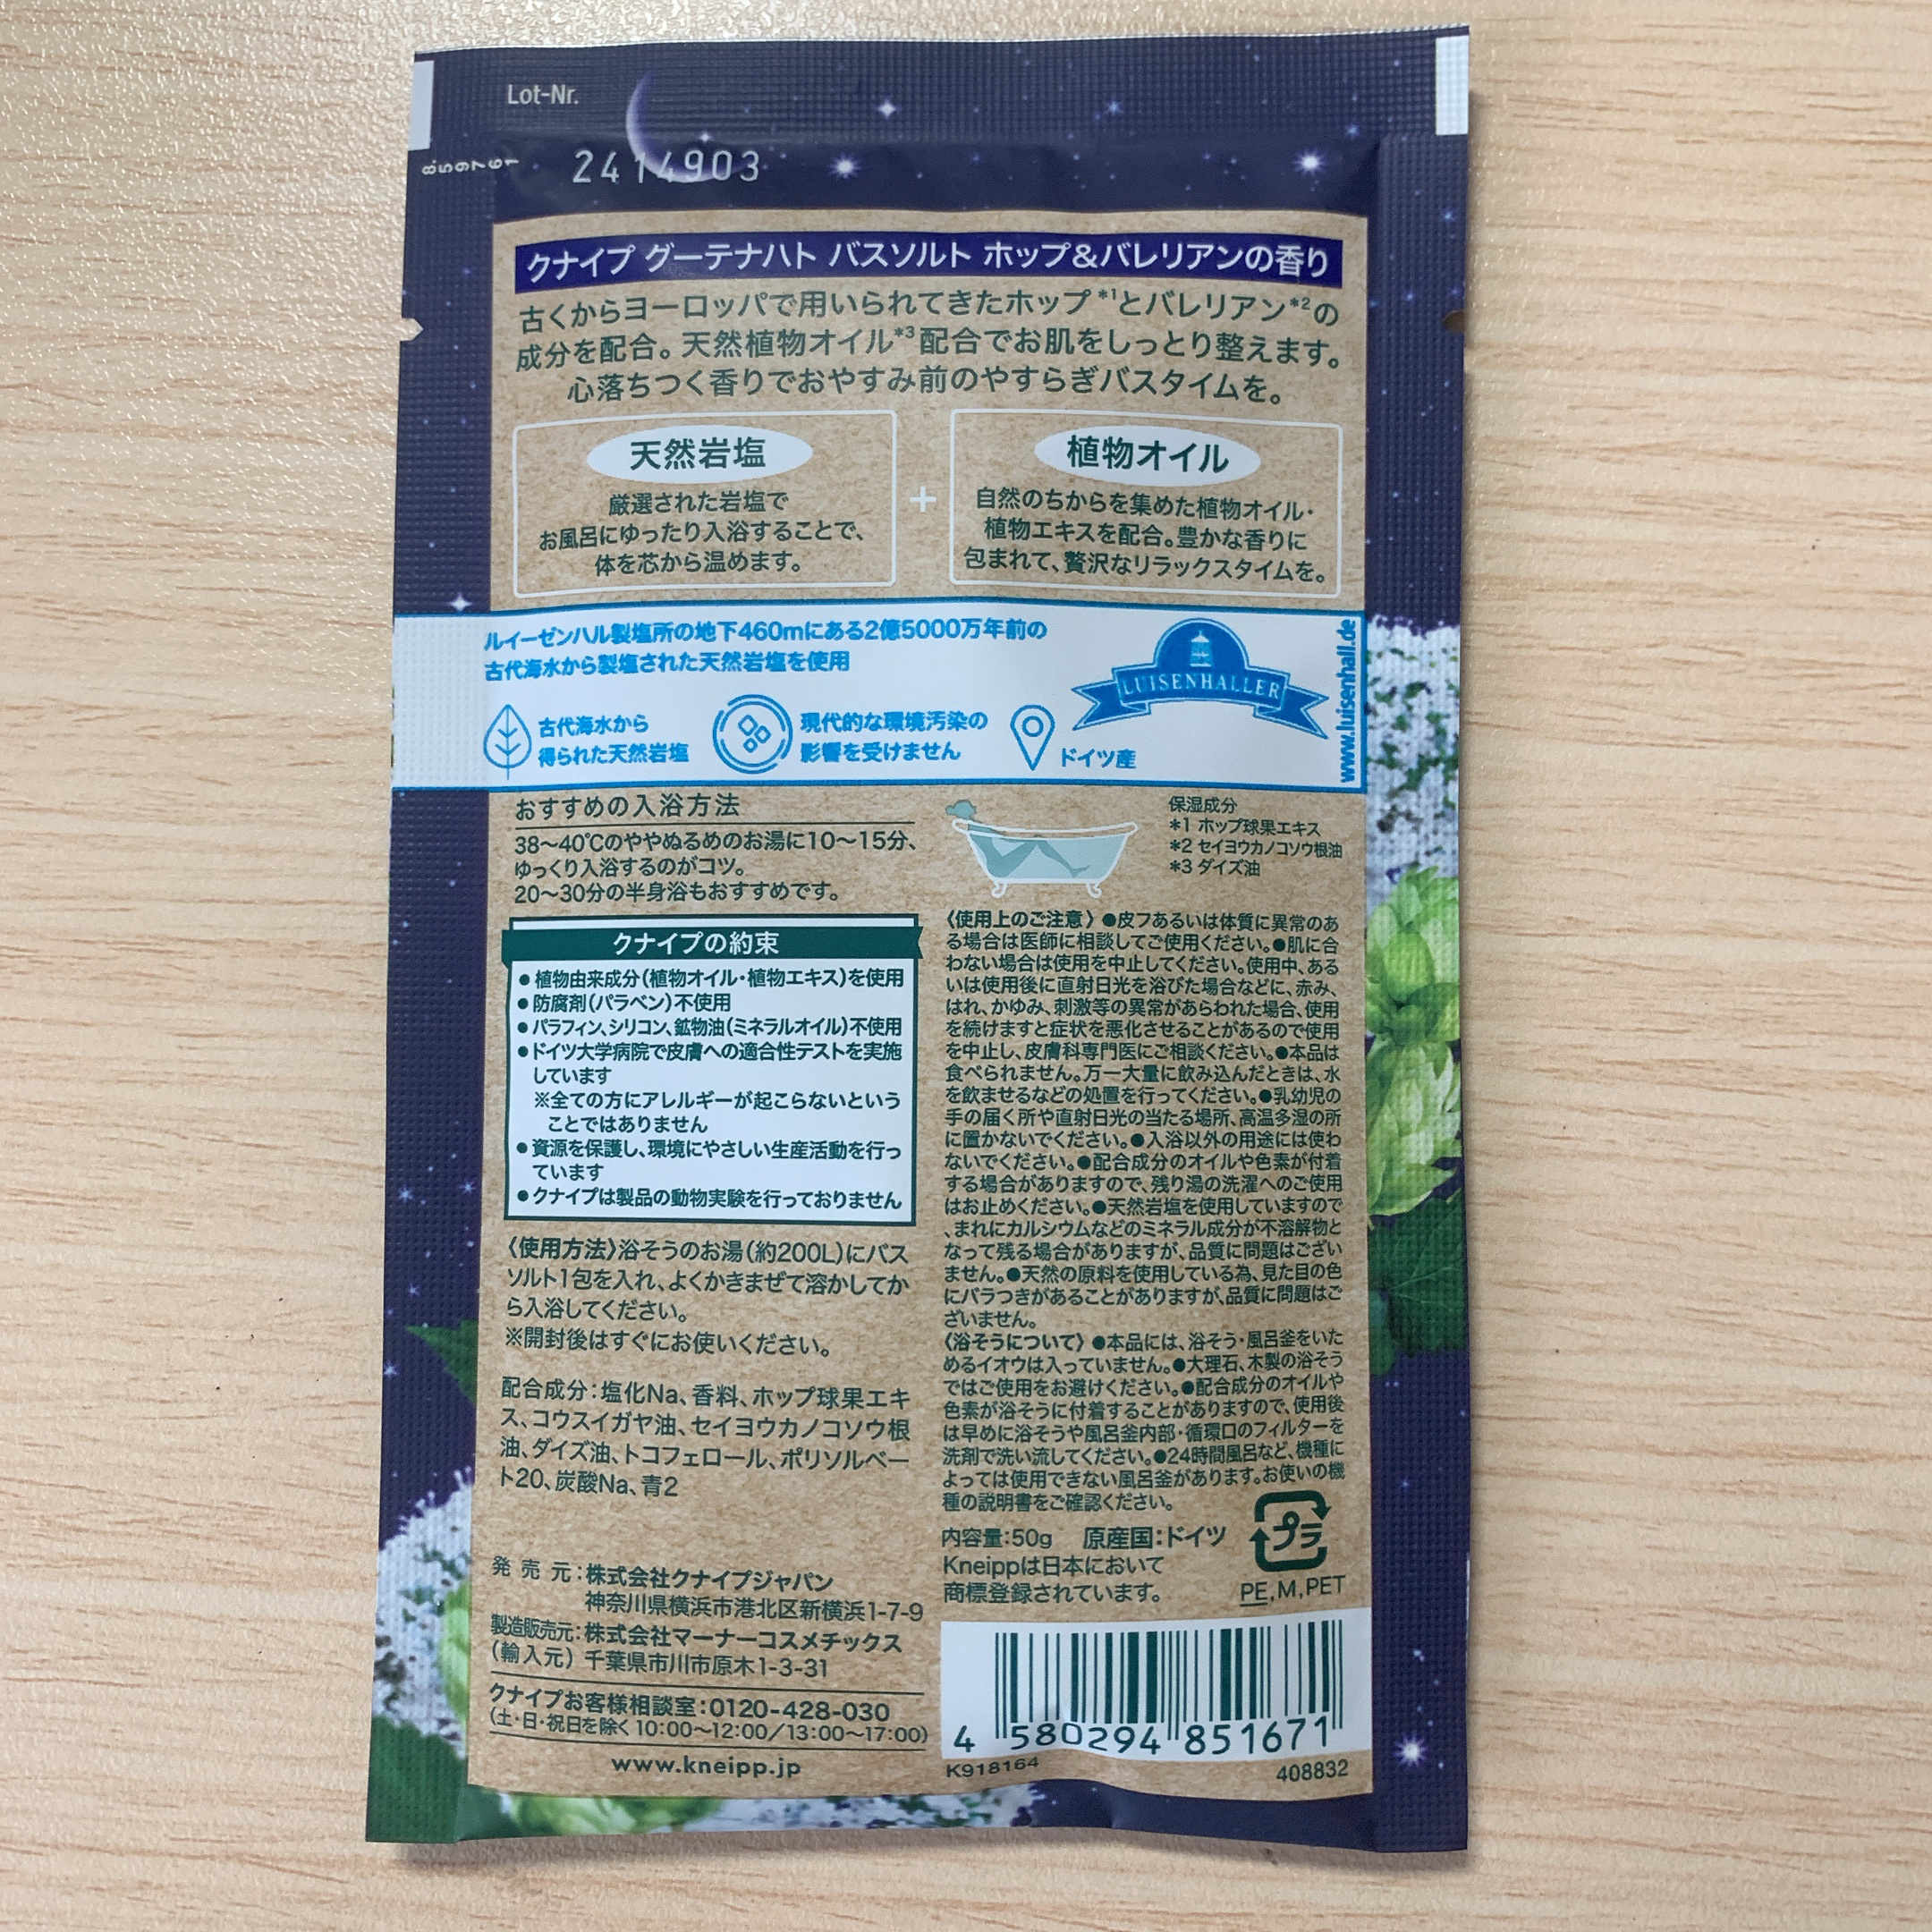 Lot-Nr.
2414903
859761
クナイプ グーテナハト バスソルト ホップ&バレリアンの香り
古くからヨーロッパで用いられてきたホップ*1とバレリアン*2の
成分を配合。天然植物オイル*3配合でお肌をしっとり整えます。
心落ちつく香りでおやすみ前のやすらぎバスタイムを。
天然岩塩
厳選された岩塩で
お風呂にゆったり入浴することで、
体を芯から温めます。
+
植物オイル
自然のちからを集めた植物オイル・
植物エキスを配合。豊かな香りに
包まれて、贅沢なリラックスタイムを。
ルイーゼンハル製塩所の地下460mにある2億5000万年前の
古代海水から製塩された天然岩塩を使用
古代海水から
得られた天然岩塩
現代的な環境汚染の
影響を受けません
ドイツ産
LUISENHALLER
www.luisenhall.de
おすすめの入浴方法
38〜40℃のややぬるめのお湯に10〜15分、
ゆっくり入浴するのがコツ。
20〜30分の半身浴もおすすめです。
保湿成分
*1 ホップ球果エキス
*2 セイヨウカノコソウ根油
*3 ダイズ油
クナイプの約束
●植物由来成分(植物オイル・植物エキス)を使用
●防腐剤(パラベン)不使用
●パラフィン、シリコン、鉱物油(ミネラルオイル)不使用
●ドイツ大学病院で皮膚への適合性テストを実施
しています
※全ての方にアレルギーが起こらないという
ことではありません
●資源を保護し、環境にやさしい生産活動を行っ
ています
●クナイプは製品の動物実験を行っておりません
〈使用方法〉浴そうのお湯(約200L)にバス
ソルト1包を入れ、よくかきまぜて溶かしてか
ら入浴してください。
※開封後はすぐにお使いください。
配合成分:塩化Na、香料、ホップ球果エキ
ス、コウスイガヤ油、セイヨウカノコソウ根
油、ダイズ油、トコフェロール、ポリソルベー
ト20、炭酸Na、青2
発売元:株式会社クナイプジャパン
神奈川県横浜市港北区新横浜1-7-9
製造販売元:株式会社マーナーコスメチックス
(輸入元) 千葉県市川市原木1-3-31
クナイプお客様相談室:0120-428-030
(土・日・祝日を除く10:00〜12:00/13:00〜17:00)
www.kneipp.jp
〈使用上のご注意〉●皮フあるいは体質に異常のあ
る場合は医師に相談してご使用ください。●肌に合
わない場合は使用を中止してください。使用中、ある
いは使用後に直射日光を浴びた場合などに、赤み、
はれ、かゆみ、刺激等の異常があらわれた場合、使用
を続けますと症状を悪化させることがあるので使用
を中止し、皮膚科専門医にご相談ください。●本品は
食べられません。万一大量に飲み込んだときは、水
を飲ませるなどの処置を行ってください。●乳幼児の
手の届く所や直射日光の当たる場所、高温多湿の所
に置かないでください。●入浴以外の用途には使わ
ないでください。●配合成分のオイルや色素が付着
する場合がありますので、残り湯の洗濯へのご使用
はお止めください。●天然岩塩を使用していますので
、まれにカルシウムなどのミネラル成分が不溶解物と
なって残る場合がありますが、品質に問題はござい
ません。●天然の原料を使用している為、見た目の色
にバラつきがあることがありますが、品質に問題はご
ざいません。
〈浴そうについて〉●本品には、浴そう・風呂釜をいた
めるイオウは入っていません。●大理石、木製の浴そう
ではご使用をお避けください。●配合成分のオイルや
色素が浴そうに付着することがありますので、使用後
は早めに浴そうや風呂釜内部・循環口のフィルターを
洗剤で洗い流してください。●24時間風呂など、機種に
よっては使用できない風呂釜があります。お使いの機
種の説明書をご確認ください。
内容量:50g 原産国:ドイツ
Kneippは日本において
商標登録されています。
プラ
PE,M,PET
4 580294 851671
K918164
408832